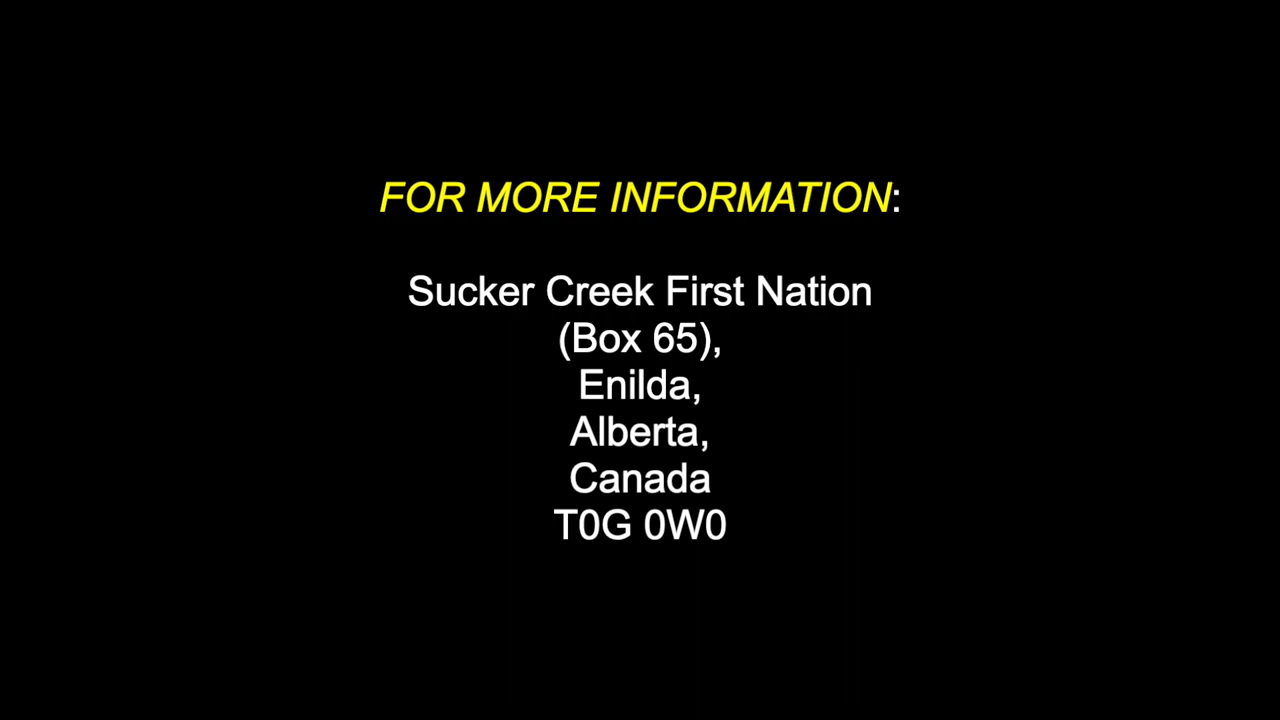 FOR MORE INFORMATION:
Sucker Creek First Nation
(Box 65),
Enilda,
Alberta,
Canada
T0G 0W0